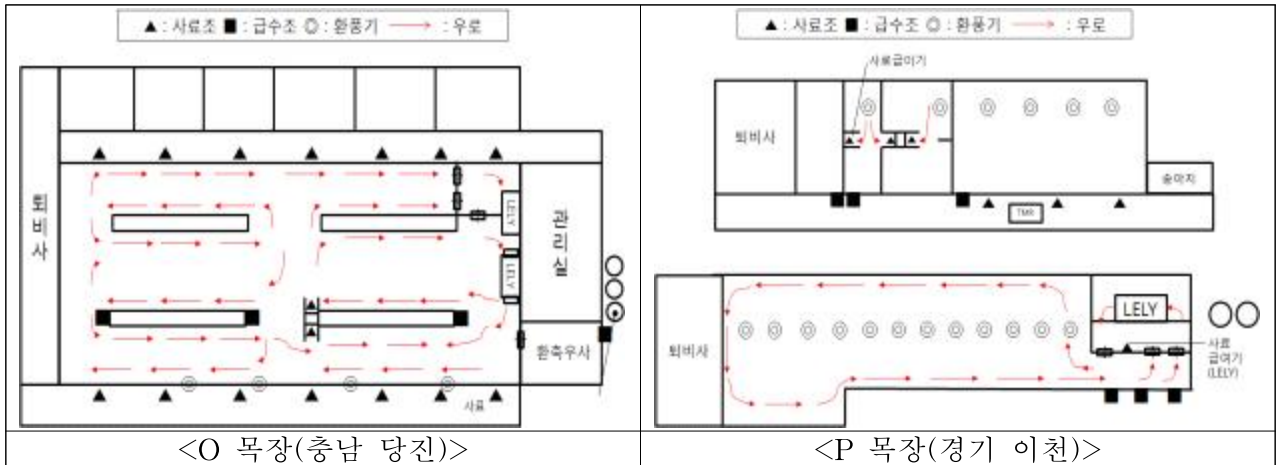 ▲ : 사료조 ■ : 급수조 ◎ : 환풍기 → : 우로
퇴비사
LELY
LELY
관리실
환축우사
사료
<O 목장(충남 당진)>
▲ : 사료조 ■ : 급수조 ◎ : 환풍기 → : 우로
사료급이기
퇴비사
송아지
TMR
퇴비사
LELY
사료
급여기
(LELY)
<P 목장(경기 이천)>